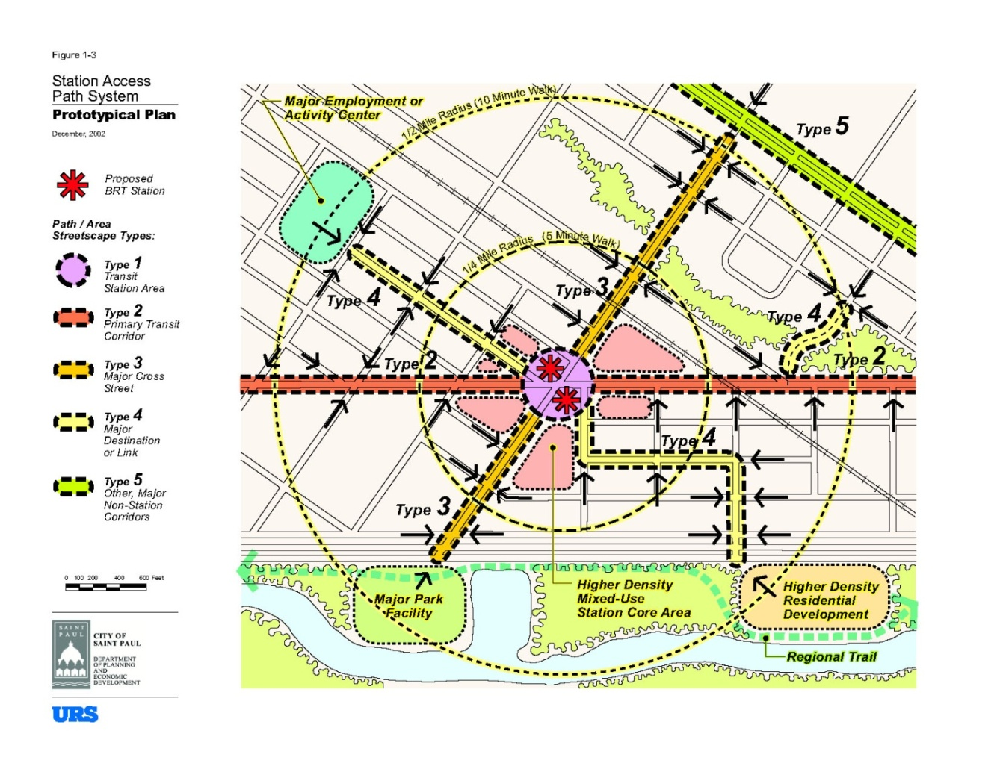 Figure 1-3
Station Access
Path System
Prototypical Plan
December, 2002
Proposed
BRT Station
Path / Area
Streetscape Types:
Type 1
Transit
Station Area
Type 2
Primary Transit
Corridor
Type 3
Major Cross
Street
Type 4
Major
Destination
or Link
Type 5
Other, Major
Non-Station
Corridors
0 100 200 400 600 Feet
SAINT
PAUL
CITY OF
SAINT PAUL
DEPARTMENT
OF PLANNING
AND
ECONOMIC
DEVELOPMENT
URS
Major Employment or
Activity Center
1/2 Mile Radius (10 Minute Walk)
Type 5
1/4 Mile Radius (5 Minute Walk)
Type 3
Type 4
Type 4
Type 2
Type 2
Type 4
Type 3
Major Park
Facility
Higher Density
Mixed-Use
Station Core Area
Higher Density
Residential
Development
Regional Trail